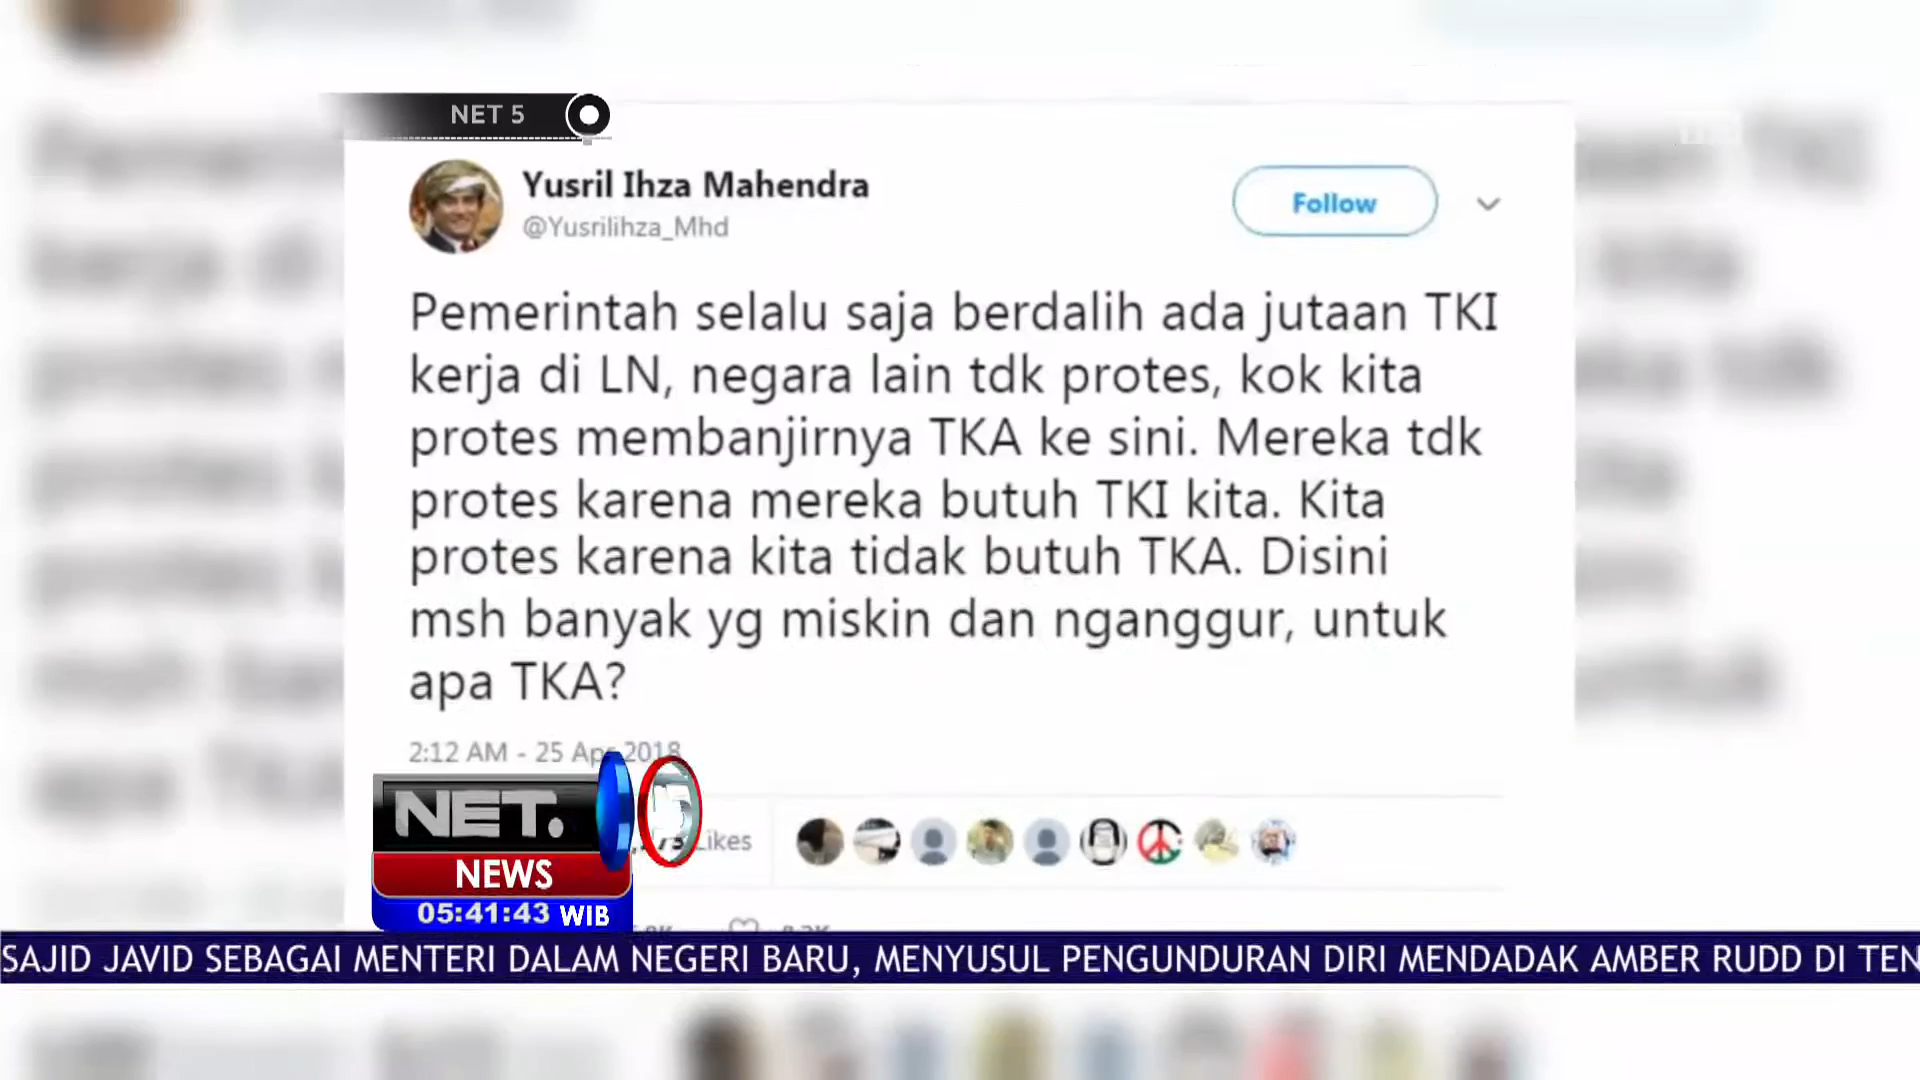 NET 5
Yusril Ihza Mahendra
@Yusrilihza_Mhd
Follow
Pemerintah selalu saja berdalih ada jutaan TKI
kerja di LN, negara lain tdk protes, kok kita
protes membanjirnya TKA ke sini. Mereka tdk
protes karena mereka butuh TKI kita. Kita
protes karena kita tidak butuh TKA. Disini
msh banyak yg miskin dan nganggur, untuk
apa TKA?
2:12 AM - 25 Apr 2018
Likes
NET.
NEWS
05:41:43 WIB
SAJID JAVID SEBAGAI MENTERI DALAM NEGERI BARU, MENYUSUL PENGUNDURAN DIRI MENDADAK AMBER RUDD DI TEN